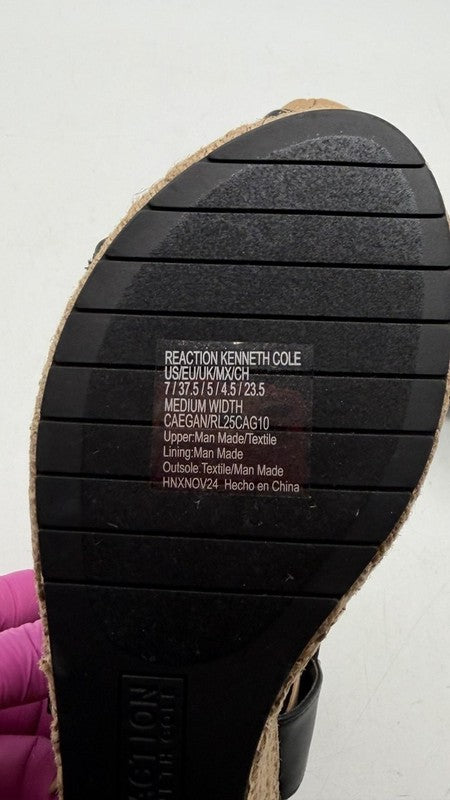 REACTION KENNETH COLE
US/EU/UK/MX/CH
7 / 37.5 / 5 / 4.5 / 23.5
MEDIUM WIDTH
CAEGAN/RL25CAG10
Upper:Man Made/Textile
Lining:Man Made
Outsole:Textile/Man Made
HNXNOV24 Hecho en China
ACTION